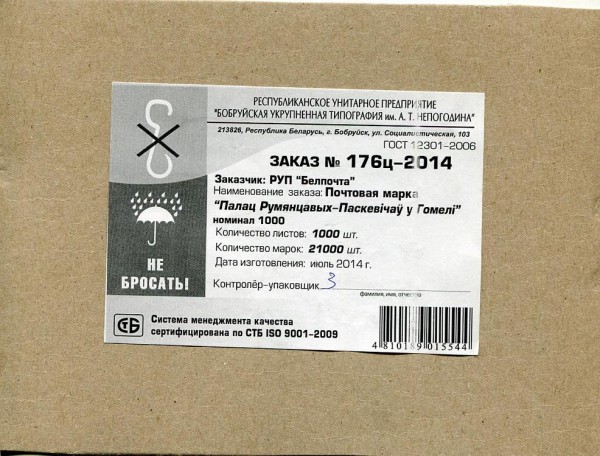 РЕСПУБЛИКАНСКОЕ УНИТАРНОЕ ПРЕДПРИЯТИЕ
"БОБРУЙСКАЯ УКРУПНЕННАЯ ТИПОГРАФИЯ им. А. Т. НЕПОГОДИНА"
213826, Республика Беларусь, г. Бобруйск, ул. Социалистическая, 103
ГОСТ 12301-2006
ЗАКАЗ № 176ц-2014
Заказчик: РУП "Белпочта"
Наименование заказа: Почтовая марка
"Палац Румянцавых-Паскевічаў у Гомелі"
номинал 1000
Количество листов: 1000 шт.
Количество марок: 21000 шт.
Дата изготовления: июль 2014 г.
Контролёр-упаковщик 3
фамилия, имя, отчество
НЕ
БРОСАТЬ!
СТБ
Система менеджмента качества
сертифицирована по СТБ ISO 9001-2009
4 810189 015544